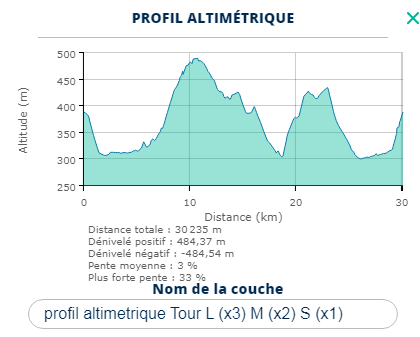 PROFIL ALTIMÉTRIQUE
Altitude (m)
500
450
400
350
300
250
0 10 20 30
Distance (km)
Distance totale : 30 235 m
Dénivelé positif : 484,37 m
Dénivelé négatif : -484,54 m
Pente moyenne : 3 %
Plus forte pente : 33 %
Nom de la couche
profil altimetrique Tour L (x3) M (x2) S (x1)